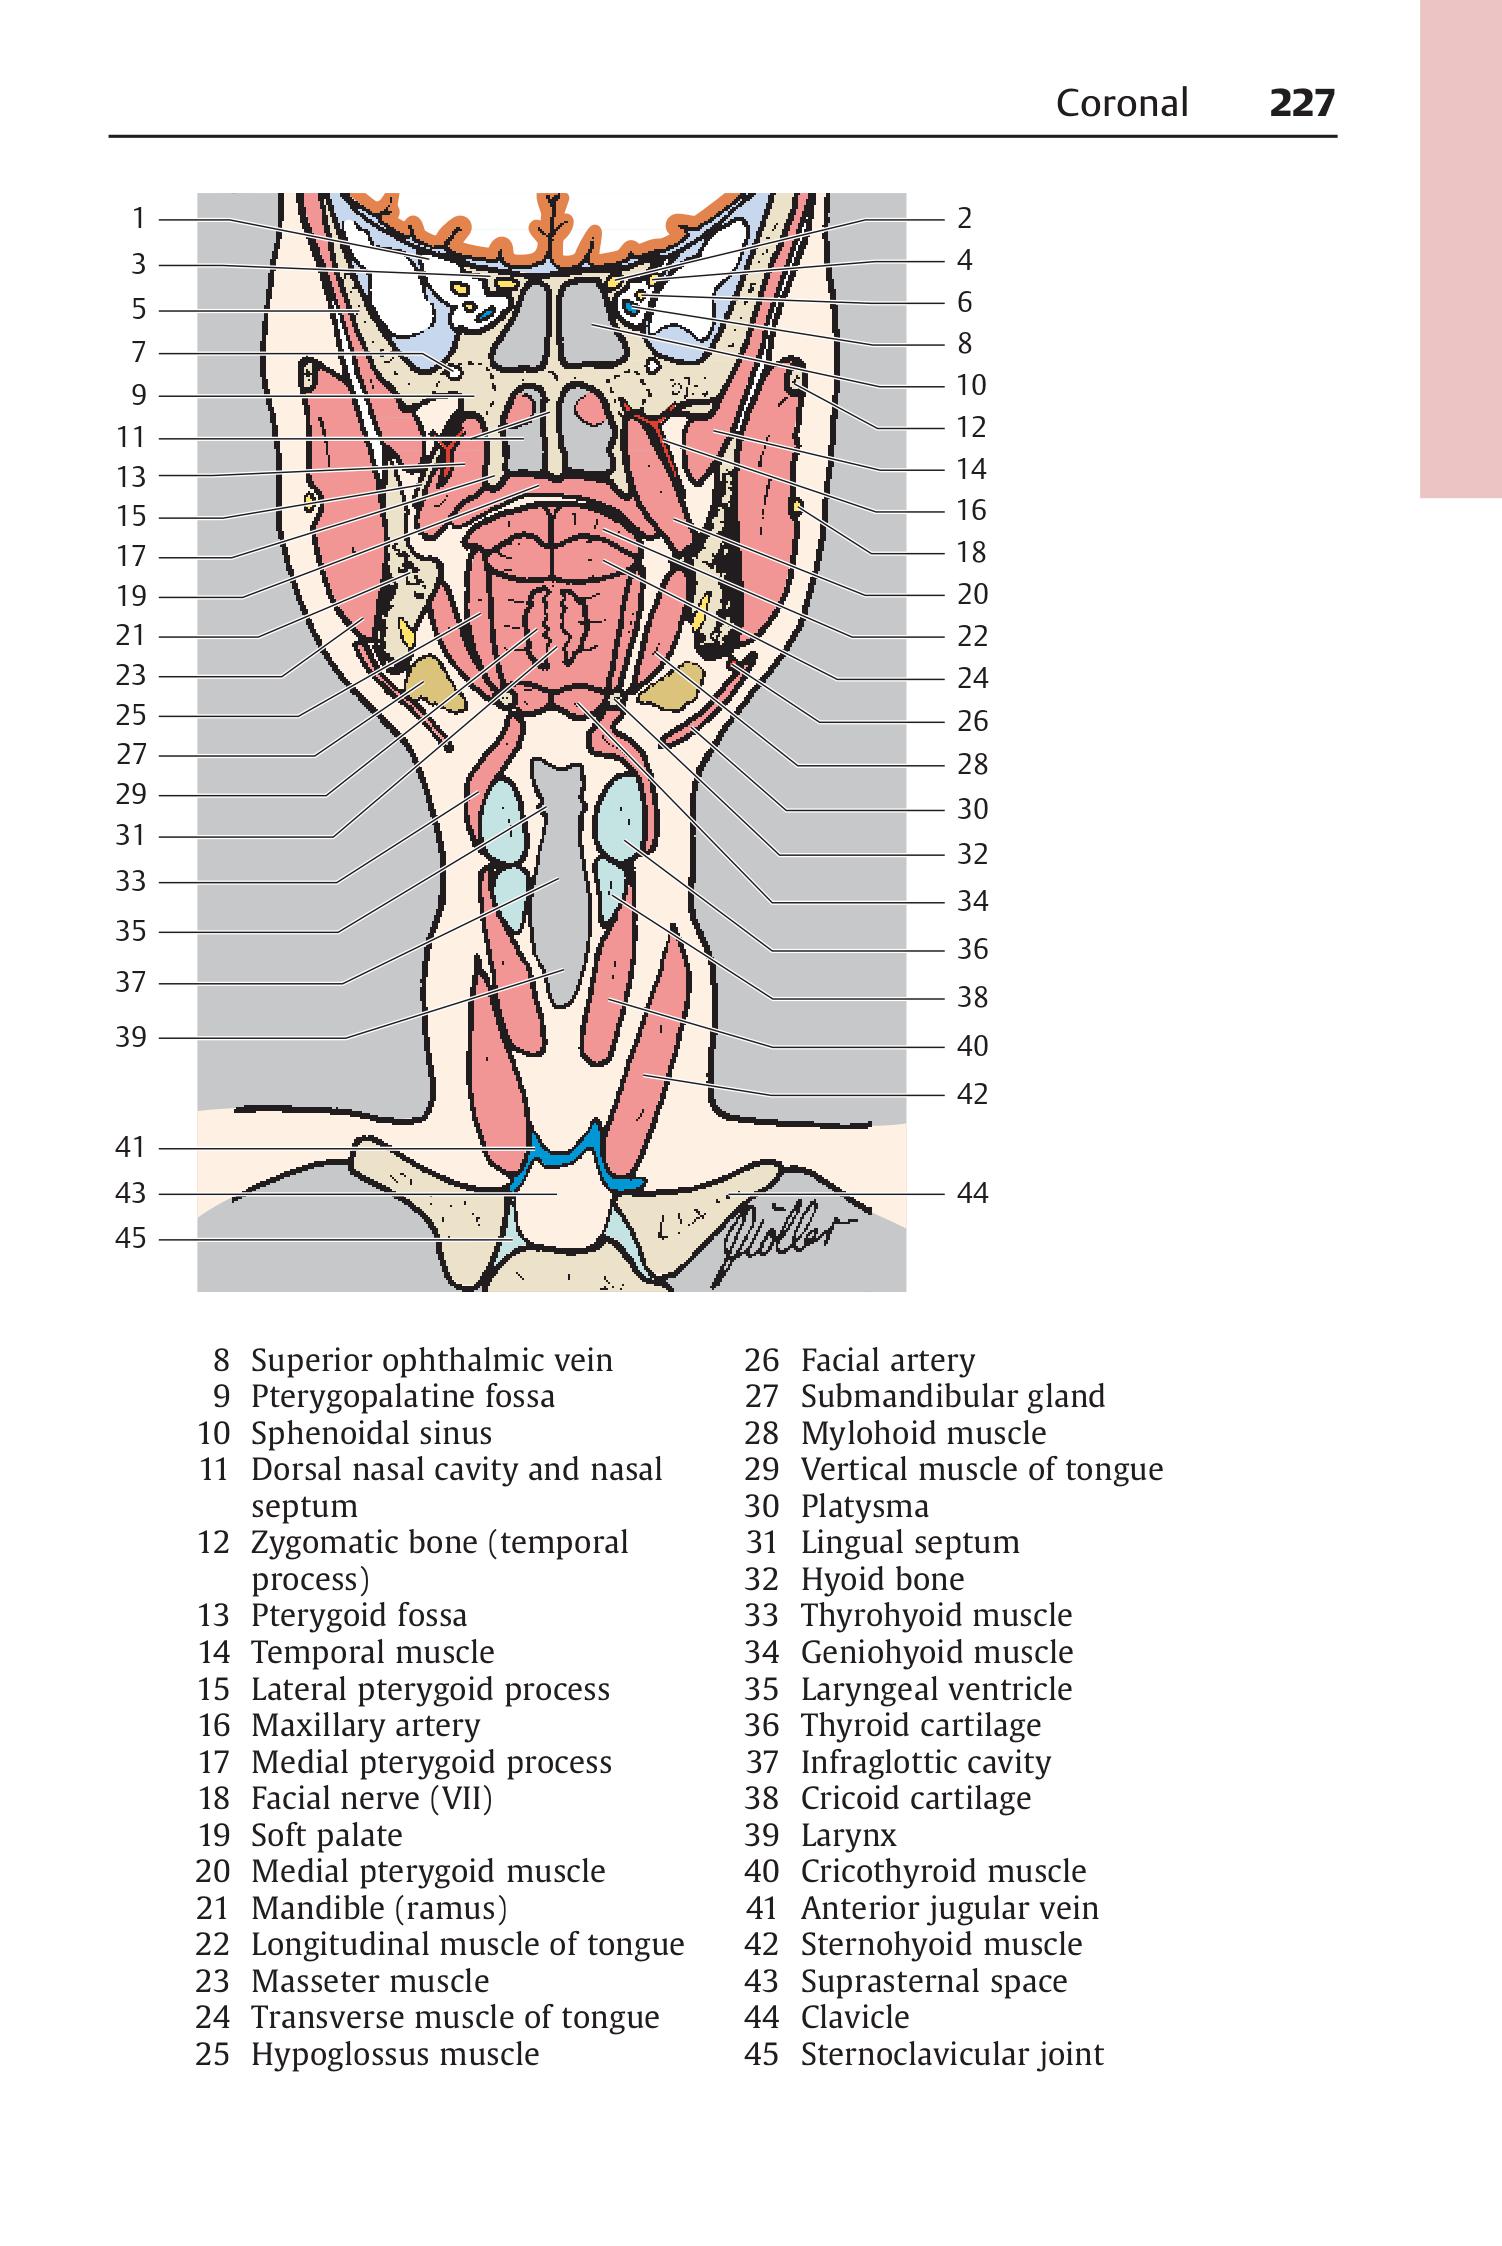 Coronal 227
1 2
3 4
5 6
7 8
9 10
11 12
13 14
15 16
17 18
19 20
21 22
23 24
25 26
27 28
29 30
31 32
33 34
35 36
37 38
39 40
42
41
43 44
45
Möller
8 Superior ophthalmic vein
9 Pterygopalatine fossa
10 Sphenoidal sinus
11 Dorsal nasal cavity and nasal
septum
12 Zygomatic bone (temporal
process)
13 Pterygoid fossa
14 Temporal muscle
15 Lateral pterygoid process
16 Maxillary artery
17 Medial pterygoid process
18 Facial nerve (VII)
19 Soft palate
20 Medial pterygoid muscle
21 Mandible (ramus)
22 Longitudinal muscle of tongue
23 Masseter muscle
24 Transverse muscle of tongue
25 Hypoglossus muscle
26 Facial artery
27 Submandibular gland
28 Mylohoid muscle
29 Vertical muscle of tongue
30 Platysma
31 Lingual septum
32 Hyoid bone
33 Thyrohyoid muscle
34 Geniohyoid muscle
35 Laryngeal ventricle
36 Thyroid cartilage
37 Infraglottic cavity
38 Cricoid cartilage
39 Larynx
40 Cricothyroid muscle
41 Anterior jugular vein
42 Sternohyoid muscle
43 Suprasternal space
44 Clavicle
45 Sternoclavicular joint